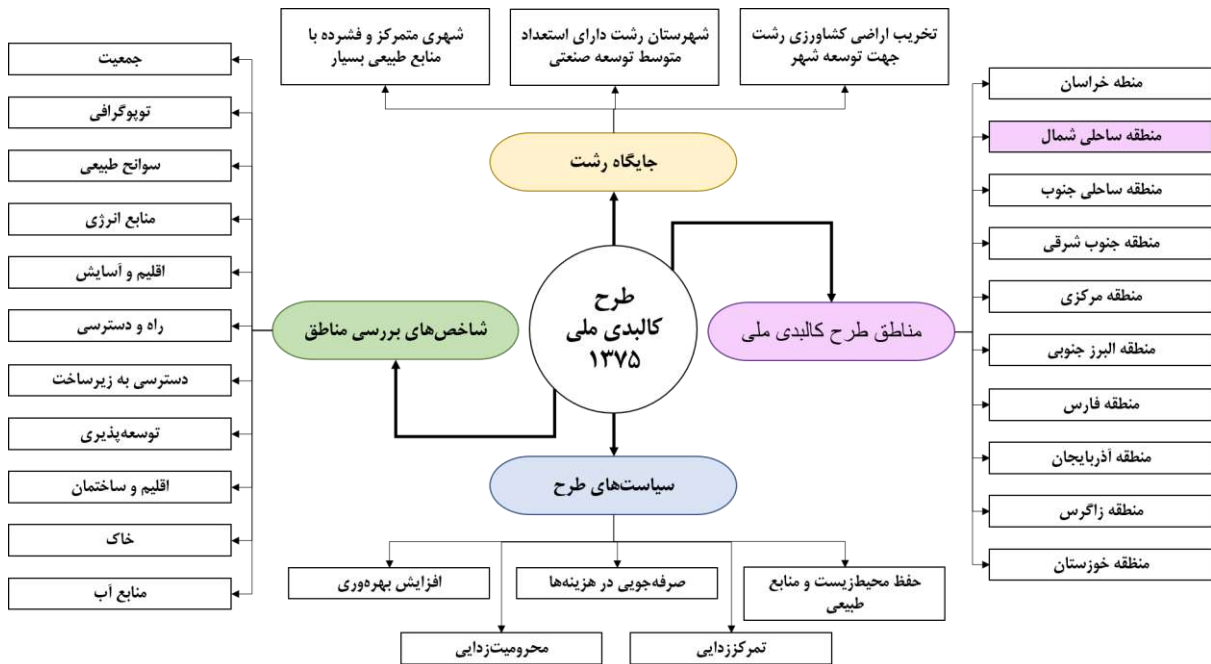 تخریب اراضی کشاورزی رشت
جهت توسعه شهر
شهرستان رشت دارای استعداد
متوسط توسعه صنعتی
شهری متمرکز و فشرده با
منابع طبیعی بسیار
جایگاه رشت
طرح
کالبدی ملی
۱۳۷۵
مناطق طرح کالبدی ملی
منطه خراسان
منطقه ساحلی شمال
منطقه ساحلی جنوب
منطقه جنوب شرقی
منطقه مرکزی
منطقه البرز جنوبی
منطقه فارس
منطقه آذربایجان
منطقه زاگرس
منظقه خوزستان
شاخص‌های بررسی مناطق
جمعیت
توپوگرافی
سوانح طبیعی
منابع انرژی
اقلیم و آسایش
راه و دسترسی
دسترسی به زیرساخت
توسعه‌پذیری
اقلیم و ساختمان
خاک
منابع آب
سیاست‌های طرح
حفظ محیط‌زیست و منابع
طبیعی
صرفه‌جویی در هزینه‌ها
افزایش بهره‌وری
تمرکززدایی
محرومیت‌زدایی